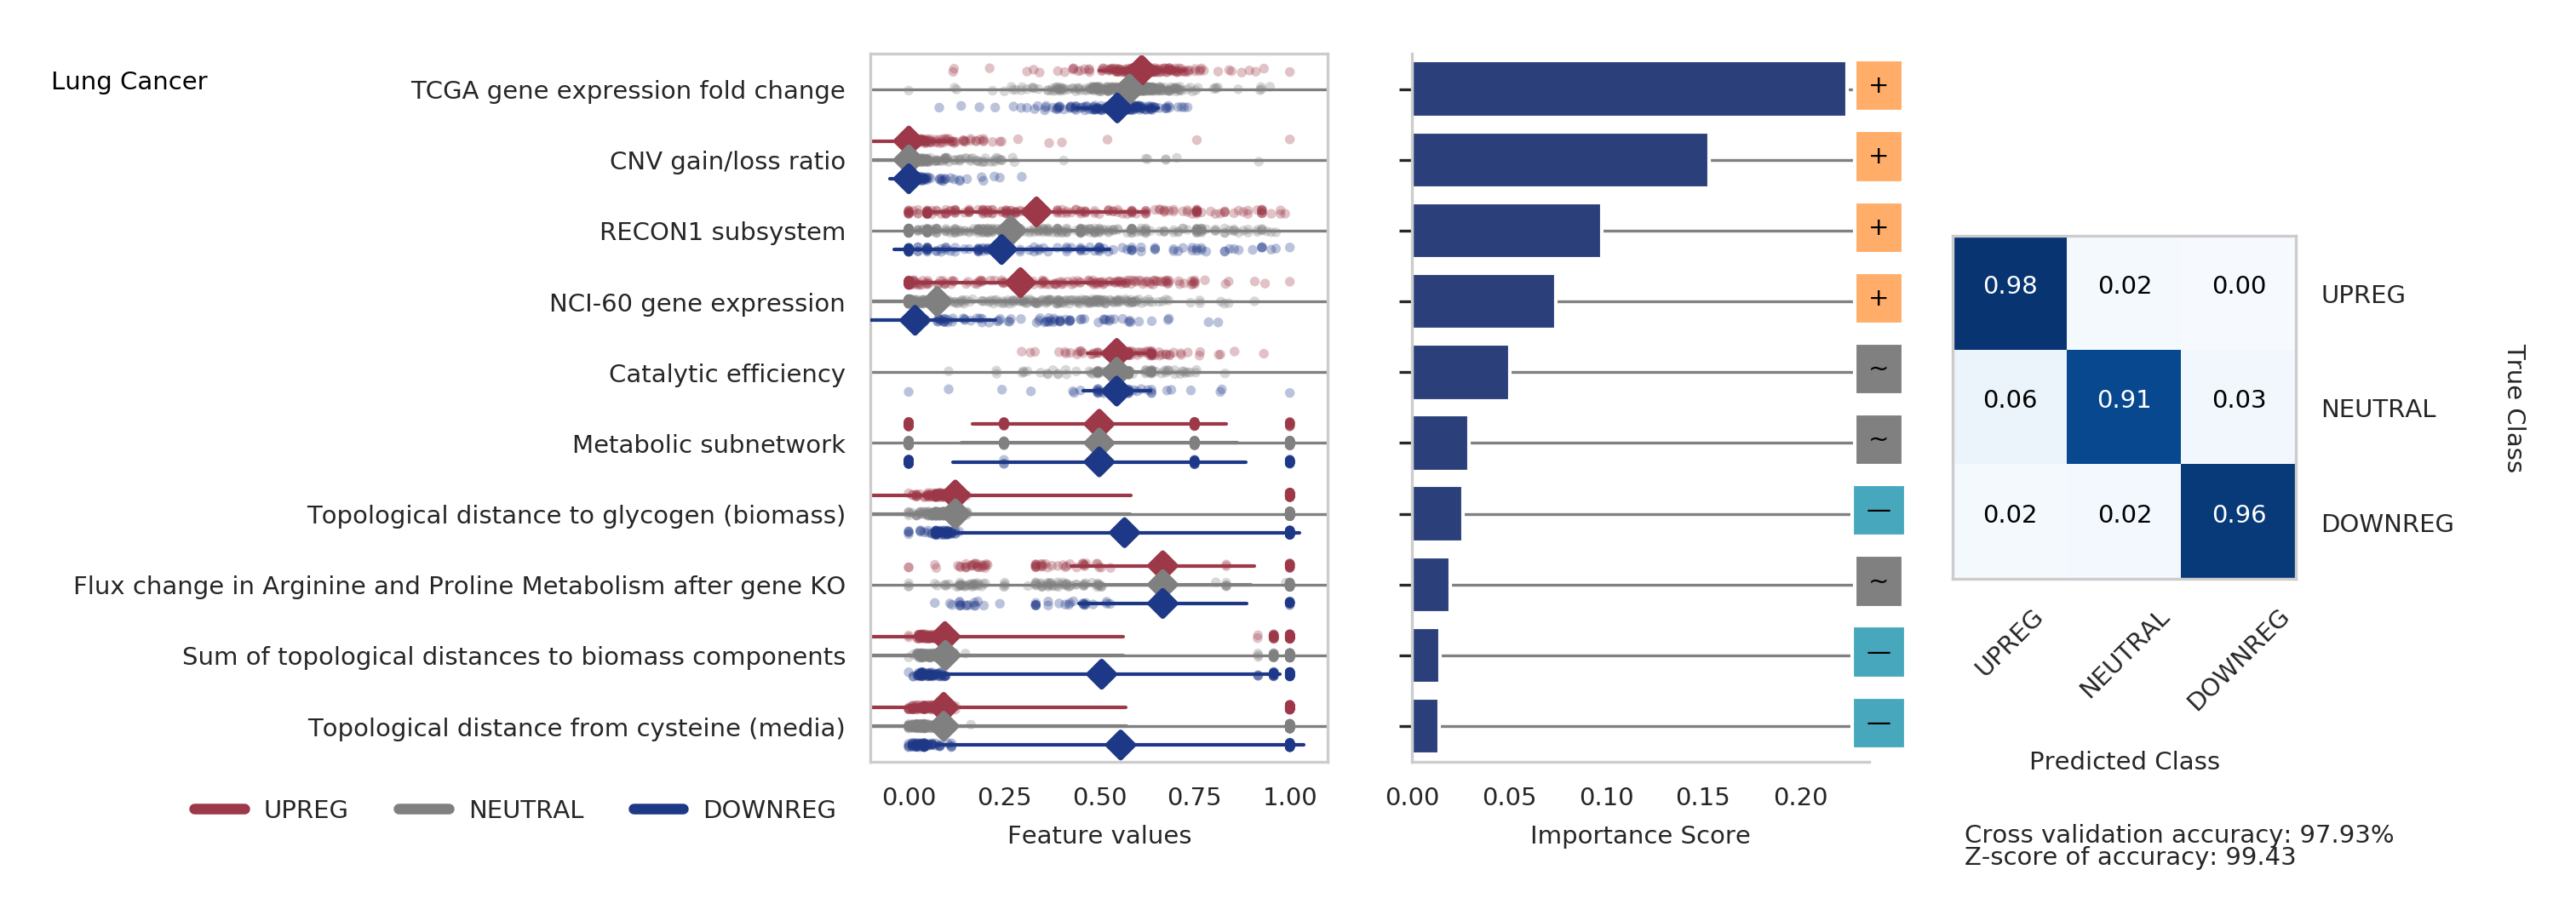 Lung Cancer
TCGA gene expression fold change
CNV gain/loss ratio
RECON1 subsystem
NCI-60 gene expression
Catalytic efficiency
Metabolic subnetwork
Topological distance to glycogen (biomass)
Flux change in Arginine and Proline Metabolism after gene KO
Sum of topological distances to biomass components
Topological distance from cysteine (media)
UPREG NEUTRAL DOWNREG
0.00 0.25 0.50 0.75 1.00
Feature values
+
+
+
+
~
~
—
~
—
—
0.00 0.05 0.10 0.15 0.20
Importance Score
0.98 0.02 0.00 UPREG
0.06 0.91 0.03 NEUTRAL
0.02 0.02 0.96 DOWNREG
True Class
UPREG NEUTRAL DOWNREG
Predicted Class
Cross validation accuracy: 97.93%
Z-score of accuracy: 99.43